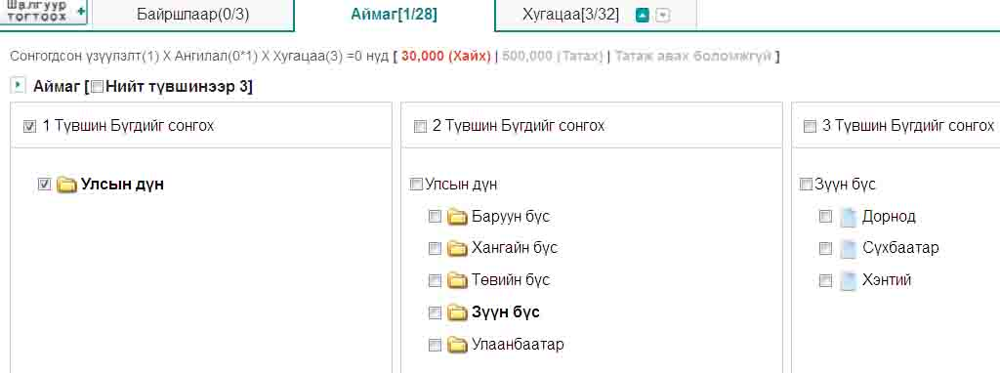 Шалгуур тогтоох
Байршлаар(0/3)
Аймаг[1/28]
Хугацаа[3/32]
Сонгогдсон үзүүлэлт(1) X Ангилал(0*1) X Хугацаа(3) =0 нүд [ 30,000 (Хайх) | 500,000 (Татах) | Татаж авах боломжгүй ]
Аймаг [Нийт түвшинээр 3]
1 Түвшин Бүгдийг сонгох
Улсын дүн
2 Түвшин Бүгдийг сонгох
Улсын дүн
Баруун бүс
Хангайн бүс
Төвийн бүс
Зүүн бүс
Улаанбаатар
3 Түвшин Бүгдийг сонгох
Зүүн бүс
Дорнод
Сүхбаатар
Хэнтий